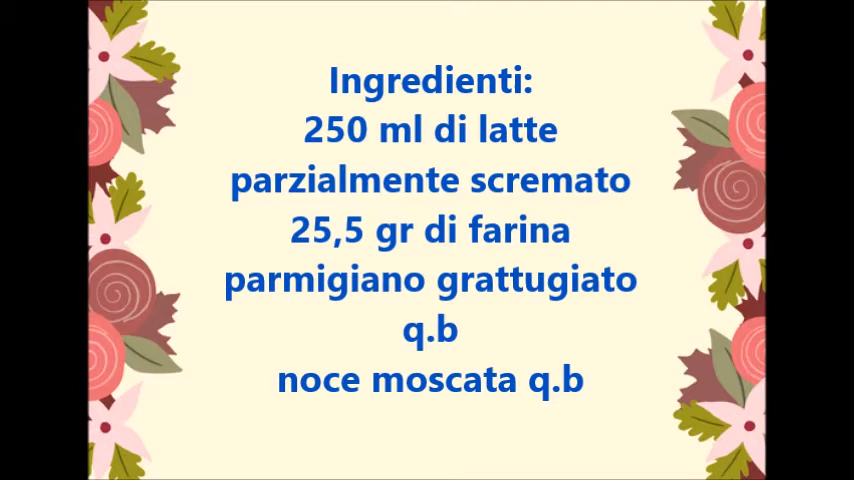 Ingredienti:
250 ml di latte
parzialmente scremato
25,5 gr di farina
parmigiano grattugiato
q.b
noce moscata q.b